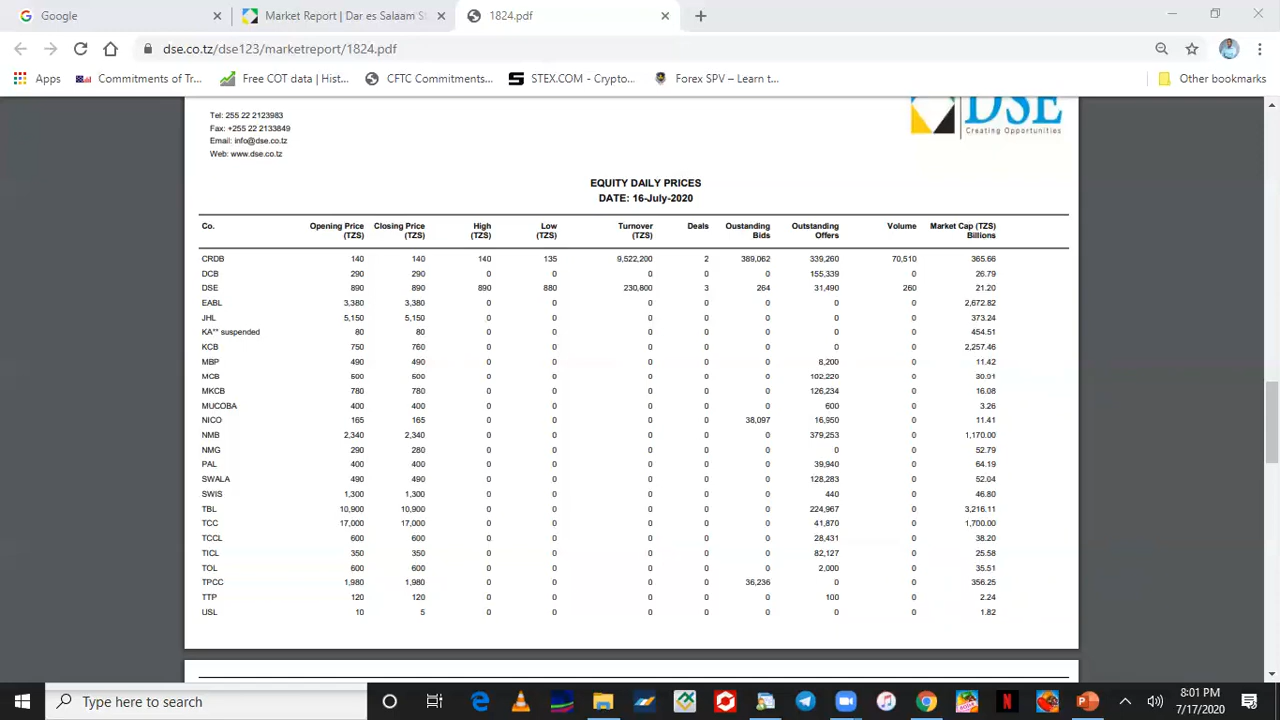 Google
Market Report | Dar es Salaam St
1824.pdf
dse.co.tz/dse123/marketreport/1824.pdf
Apps Commitments of Tr... Free COT data | Hist... CFTC Commitments... STEX.COM - Crypto... Forex SPV – Learn t... Other bookmarks
Tel: 255 22 2123983
Fax: +255 22 2133849
Email: info@dse.co.tz
Web: www.dse.co.tz
DSE
Creating Opportunities
EQUITY DAILY PRICES
DATE: 16-July-2020
Co. Opening Price Closing Price High Low Turnover Deals Oustanding Outstanding Volume Market Cap (TZS)
(TZS) (TZS) (TZS) (TZS) (TZS) Bids Offers Billions
CRDB 140 140 140 135 9,522,200 2 389,062 339,260 70,510 365.66
DCB 290 290 0 0 0 0 0 155,339 0 26.79
DSE 890 890 890 880 230,800 3 264 31,490 260 21.20
EABL 3,380 3,380 0 0 0 0 0 0 0 2,672.82
JHL 5,150 5,150 0 0 0 0 0 0 0 373.24
KA** suspended 80 80 0 0 0 0 0 0 0 454.51
KCB 750 760 0 0 0 0 0 0 0 2,257.46
MBP 490 490 0 0 0 0 0 8,200 0 11.42
MCB 500 500 0 0 0 0 0 102,220 0 30.91
MKCB 780 780 0 0 0 0 0 126,234 0 16.08
MUCOBA 400 400 0 0 0 0 0 600 0 3.26
NICO 165 165 0 0 0 0 38,097 16,950 0 11.41
NMB 2,340 2,340 0 0 0 0 0 379,253 0 1,170.00
NMG 290 280 0 0 0 0 0 0 0 52.79
PAL 400 400 0 0 0 0 0 39,940 0 64.19
SWALA 490 490 0 0 0 0 0 128,283 0 52.04
SWIS 1,300 1,300 0 0 0 0 0 440 0 46.80
TBL 10,900 10,900 0 0 0 0 0 224,967 0 3,216.11
TCC 17,000 17,000 0 0 0 0 0 41,870 0 1,700.00
TCCL 600 600 0 0 0 0 0 28,431 0 38.20
TICL 350 350 0 0 0 0 0 82,127 0 25.58
TOL 600 600 0 0 0 0 0 2,000 0 35.51
TPCC 1,980 1,980 0 0 0 0 36,236 0 0 356.25
TTP 120 120 0 0 0 0 0 100 0 2.24
USL 10 5 0 0 0 0 0 0 0 1.82
Type here to search
8:01 PM
7/17/2020